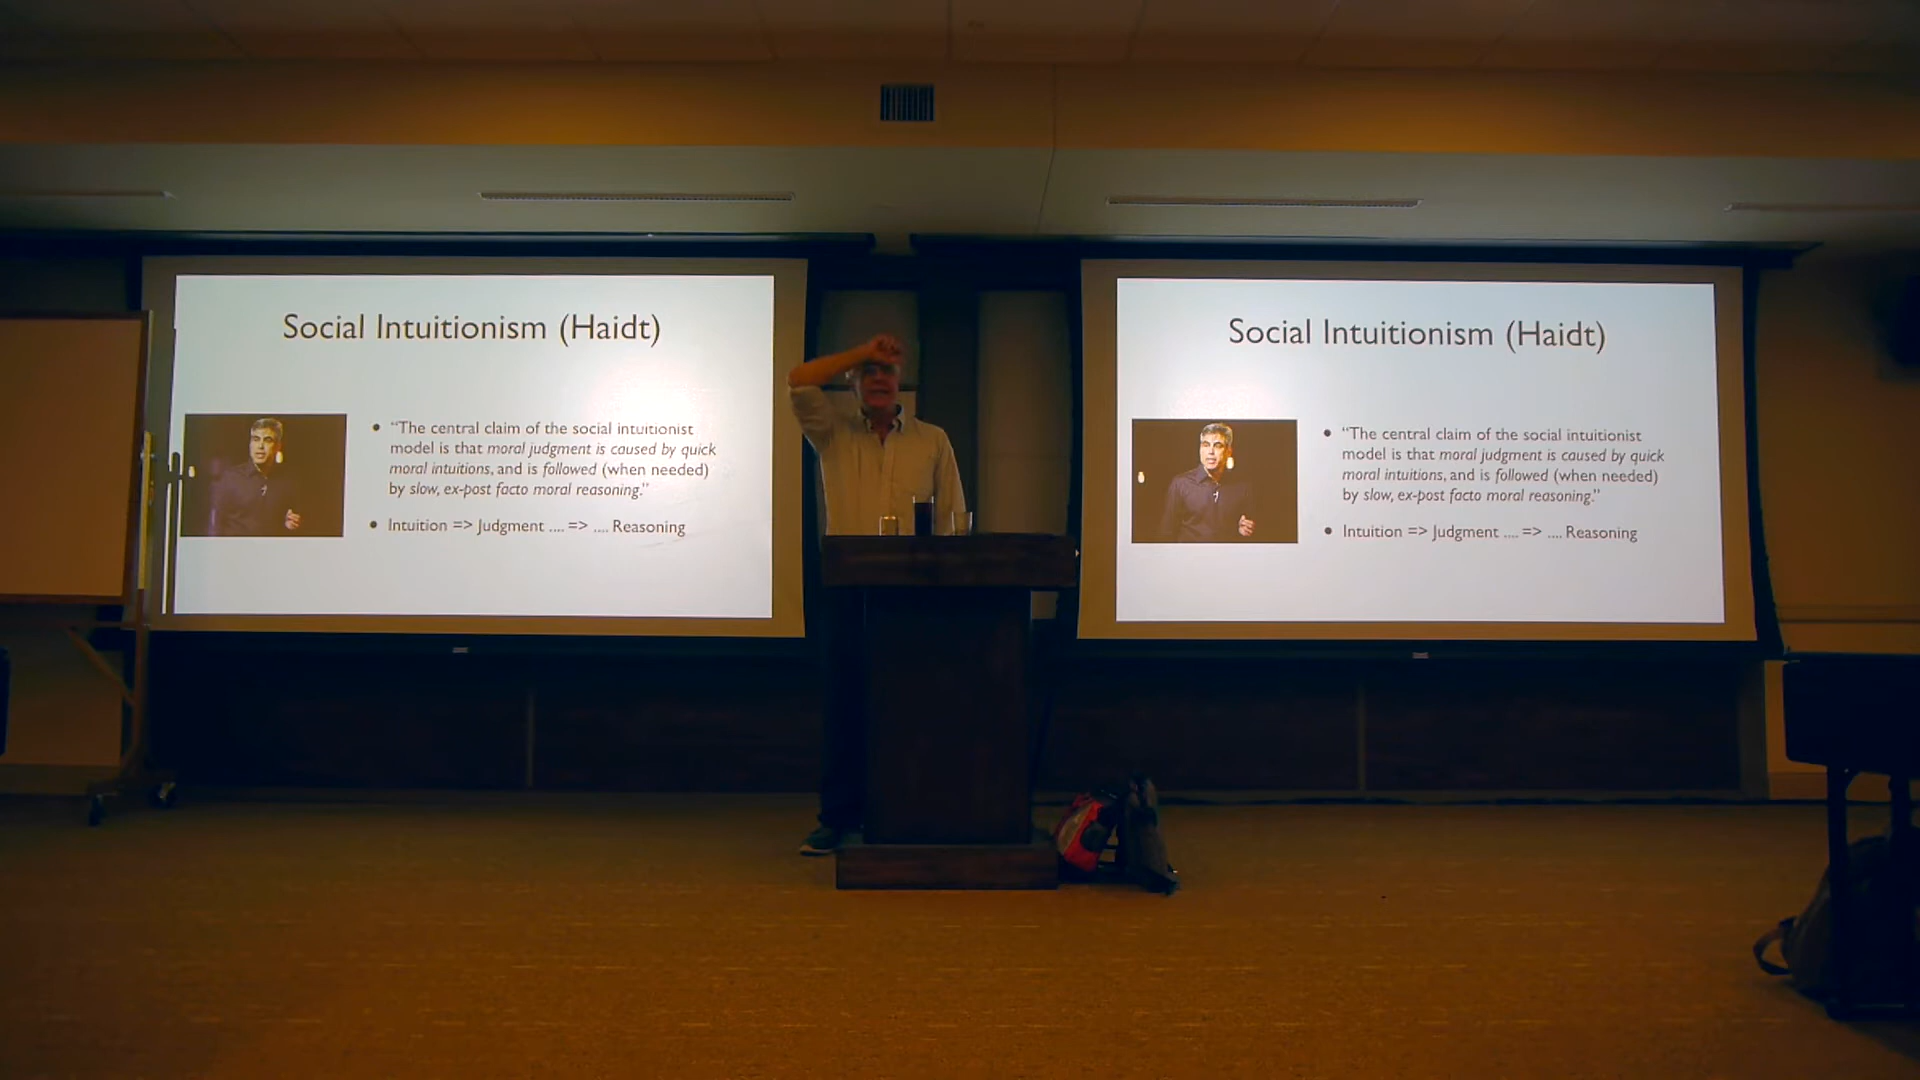 Social Intuitionism (Haidt)
• “The central claim of the social intuitionist
model is that moral judgment is caused by quick
moral intuitions, and is followed (when needed)
by slow, ex-post facto moral reasoning.”
• Intuition => Judgment .... => .... Reasoning
Social Intuitionism (Haidt)
• “The central claim of the social intuitionist
model is that moral judgment is caused by quick
moral intuitions, and is followed (when needed)
by slow, ex-post facto moral reasoning.”
• Intuition => Judgment .... => .... Reasoning